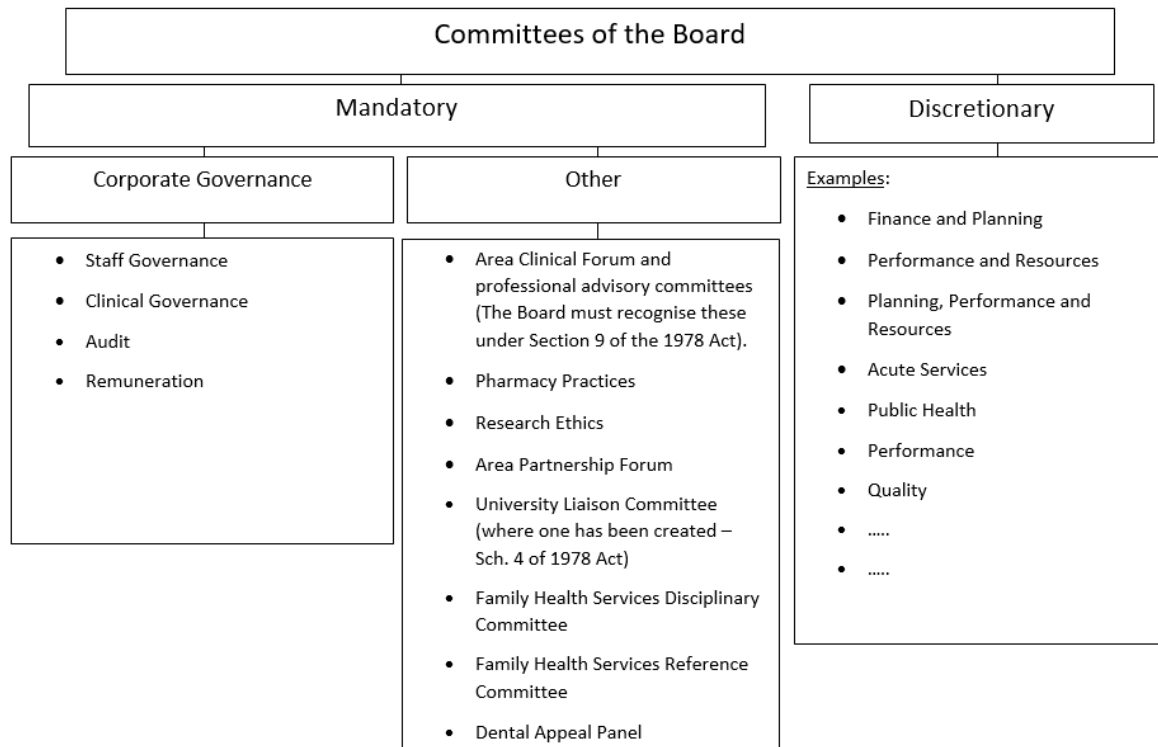 Committees of the Board
Mandatory
Discretionary
Corporate Governance
Other
• Staff Governance
• Clinical Governance
• Audit
• Remuneration
• Area Clinical Forum and
professional advisory committees
(The Board must recognise these
under Section 9 of the 1978 Act).
• Pharmacy Practices
• Research Ethics
• Area Partnership Forum
• University Liaison Committee
(where one has been created –
Sch. 4 of 1978 Act)
• Family Health Services Disciplinary
Committee
• Family Health Services Reference
Committee
• Dental Appeal Panel
Examples:
• Finance and Planning
• Performance and Resources
• Planning, Performance and
Resources
• Acute Services
• Public Health
• Performance
• Quality
• .....
• .....